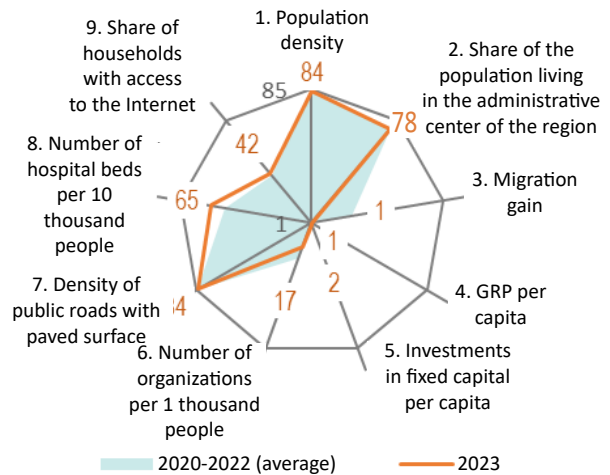 1. Population
density
84
85
2. Share of the
population living
in the administrative
center of the region
78
3. Migration
gain
1
4. GRP per
capita
1
5. Investments
in fixed capital
per capita
2
6. Number of
organizations
per 1 thousand
people
17
7. Density of
public roads with
paved surface
4
8. Number of
hospital beds
per 10
thousand
people
65
9. Share of
households
with access
to the Internet
42
1
2020-2022 (average)
2023